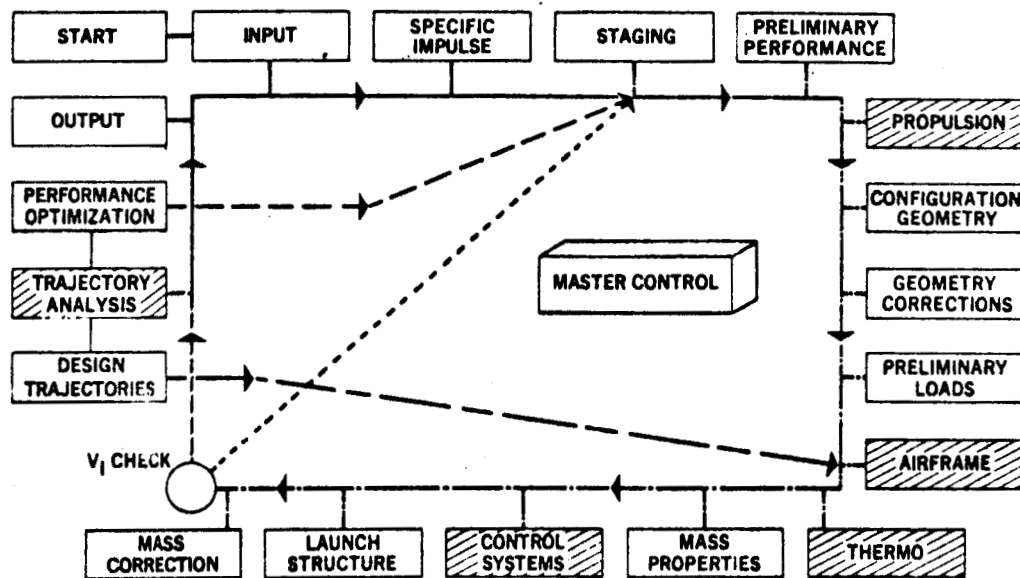 START
INPUT
SPECIFIC
IMPULSE
STAGING
PRELIMINARY
PERFORMANCE
OUTPUT
PROPULSION
PERFORMANCE
OPTIMIZATION
CONFIGURATION
GEOMETRY
TRAJECTORY
ANALYSIS
MASTER CONTROL
GEOMETRY
CORRECTIONS
DESIGN
TRAJECTORIES
PRELIMINARY
LOADS
V_I CHECK
AIRFRAME
MASS
CORRECTION
LAUNCH
STRUCTURE
CONTROL
SYSTEMS
MASS
PROPERTIES
THERMO